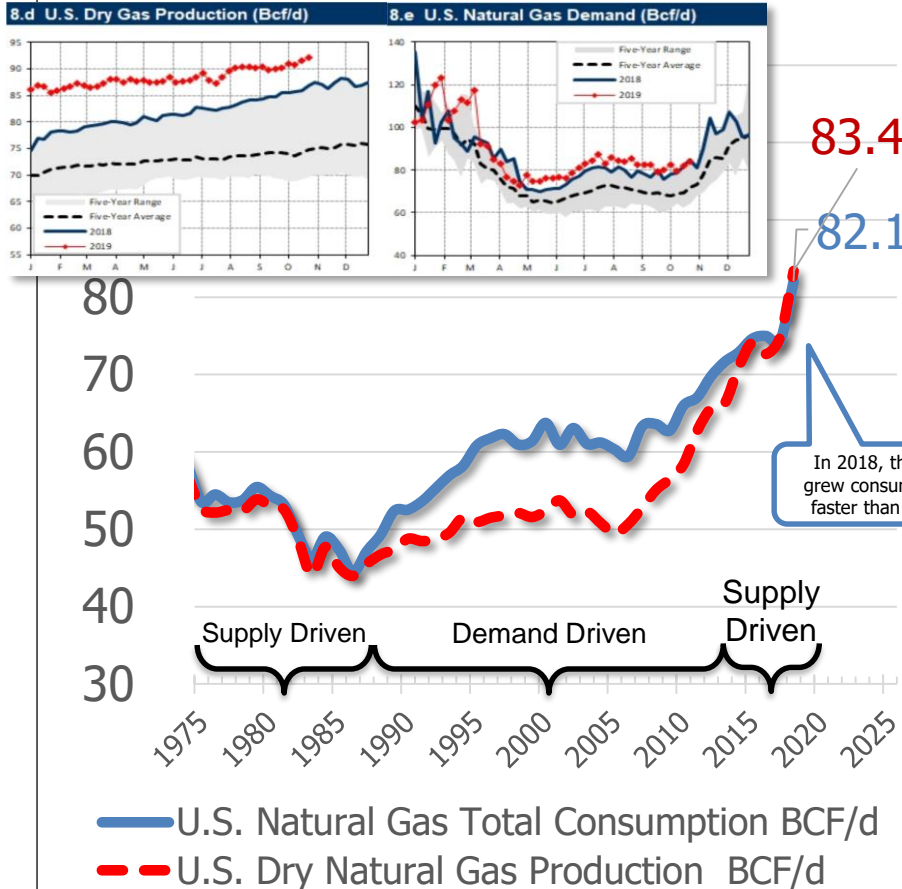 8.d U.S. Dry Gas Production (Bcf/d)
95
90
85
80
75
70
65
60
55
Five-Year Range
Five-Year Average
2018
2019
J F M A M J J A S O N D
8.e U.S. Natural Gas Demand (Bcf/d)
140
120
100
80
60
40
Five-Year Range
Five-Year Average
2018
2019
J F M A M J J A S O N D
83.4
82.1
80
70
60
50
40
30
In 2018, th
grew consur
faster than
Supply Driven
Demand Driven
Supply
Driven
1975 1980 1985 1990 1995 2000 2005 2010 2015 2020 2025
U.S. Natural Gas Total Consumption BCF/d
U.S. Dry Natural Gas Production BCF/d